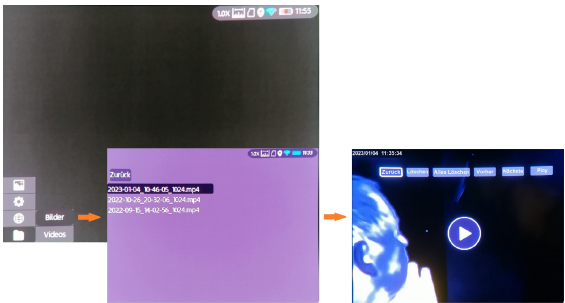 1.0X 11:55
Bilder
Videos
Zurück
2023-01-04_10-46-05_1024.mp4
2022-10-26_20-32-06_1024.mp4
2022-09-15_14-02-56_1024.mp4
2023/01/04 11:35:34
Zurück Löschen Alles Löschen Vorher Nächste Play